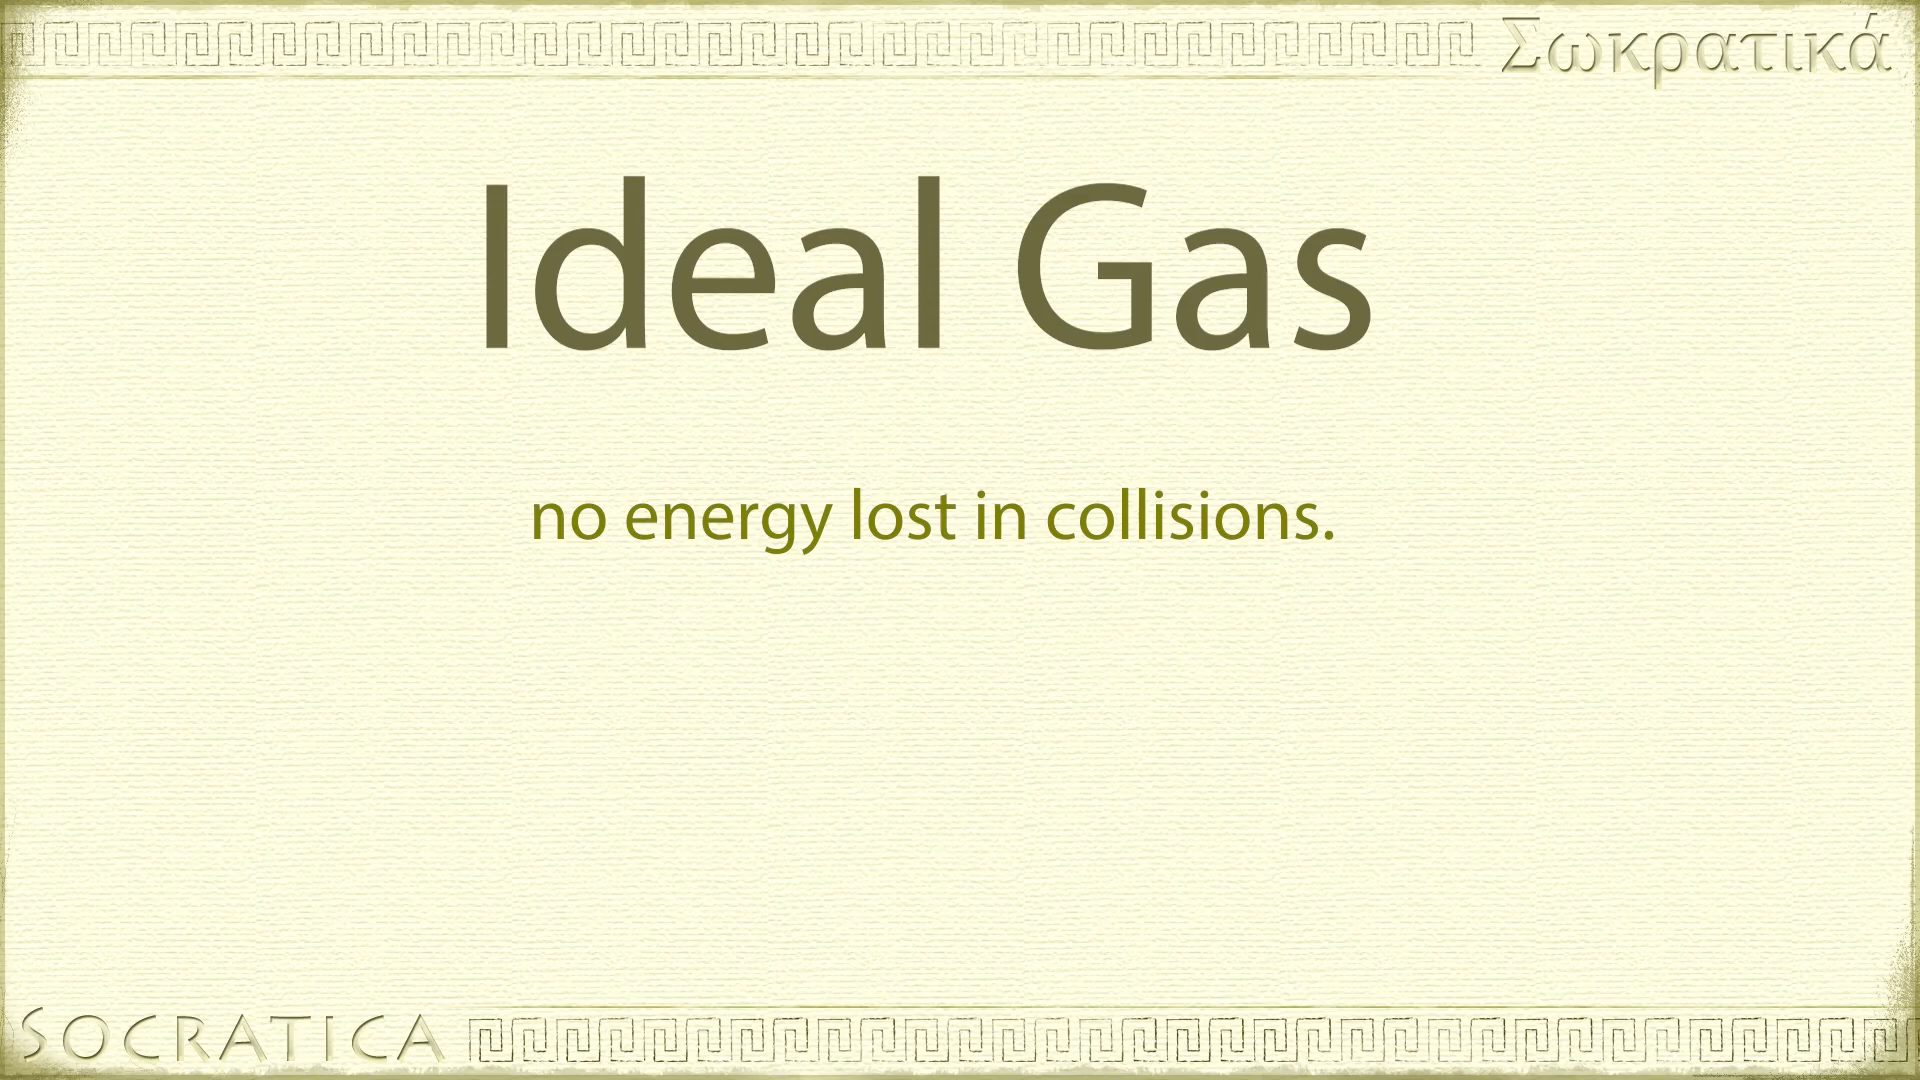 Σωκρατικά
Ideal Gas
no energy lost in collisions.
SOCRATICA